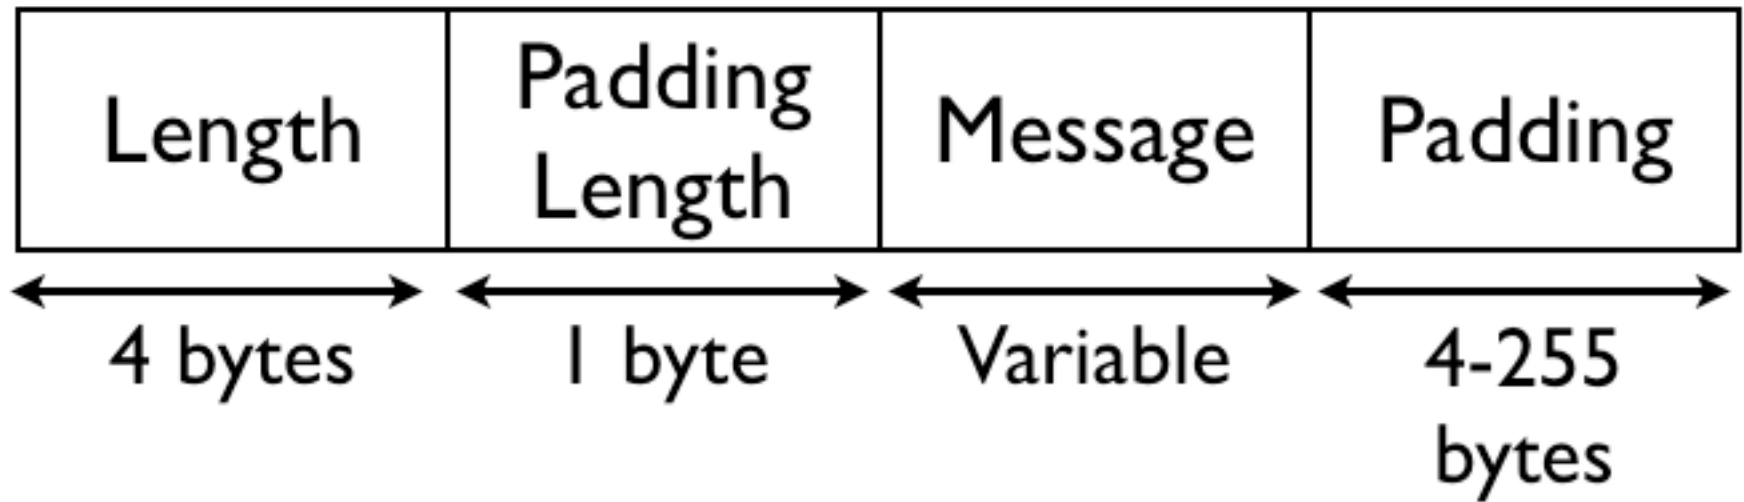 Length
Padding
Length
Message
Padding
4 bytes
1 byte
Variable
4-255
bytes